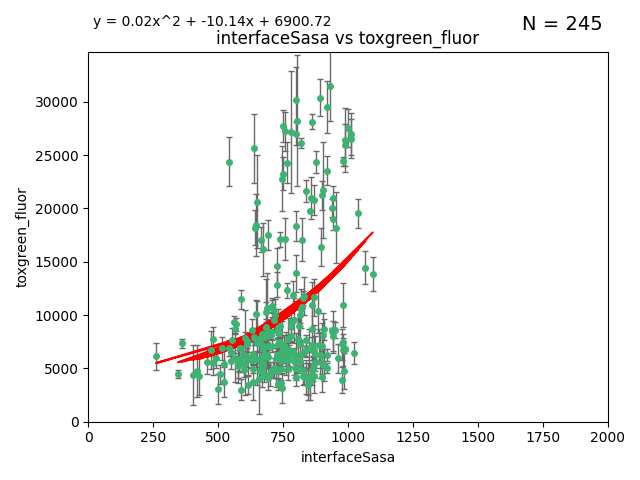 y = 0.02x^2 + -10.14x + 6900.72
N = 245
interfaceSasa vs toxgreen_fluor
toxgreen_fluor
30000
25000
20000
15000
10000
5000
0
0 250 500 750 1000 1250 1500 1750 2000
interfaceSasa